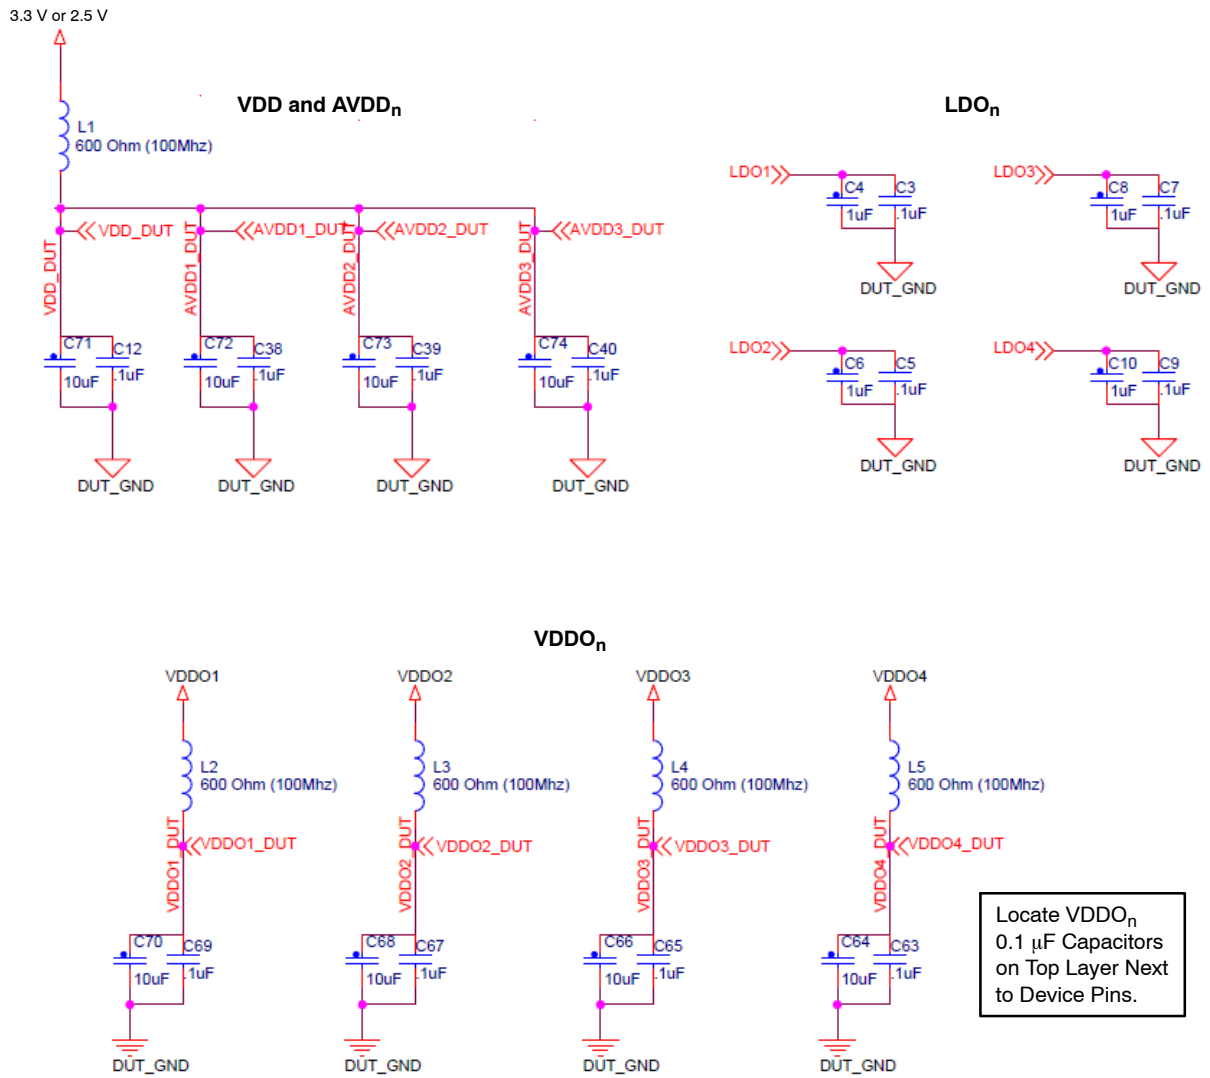 3.3 V or 2.5 V
VDD and AVDDn
LDOn
L1
600 Ohm (100Mhz)
VDD_DUT
AVDD1_DUT
AVDD2_DUT
AVDD3_DUT
VDD_DUT
AVDD1_DUT
AVDD2_DUT
AVDD3_DUT
C71
10uF
C12
.1uF
C72
10uF
C38
.1uF
C73
10uF
C39
.1uF
C74
10uF
C40
.1uF
DUT_GND
DUT_GND
DUT_GND
DUT_GND
LDO1
C4
1uF
C3
.1uF
DUT_GND
LDO3
C8
1uF
C7
.1uF
DUT_GND
LDO2
C6
1uF
C5
.1uF
DUT_GND
LDO4
C10
1uF
C9
.1uF
DUT_GND
VDDOn
VDDO1
VDDO2
VDDO3
VDDO4
L2
600 Ohm (100Mhz)
L3
600 Ohm (100Mhz)
L4
600 Ohm (100Mhz)
L5
600 Ohm (100Mhz)
VDDO1_DUT
VDDO1_DUT
VDDO2_DUT
VDDO2_DUT
VDDO3_DUT
VDDO3_DUT
VDDO4_DUT
VDDO4_DUT
C70
10uF
C69
.1uF
C68
10uF
C67
.1uF
C66
10uF
C65
.1uF
C64
10uF
C63
.1uF
DUT_GND
DUT_GND
DUT_GND
DUT_GND
Locate VDDOn
0.1 μF Capacitors
on Top Layer Next
to Device Pins.